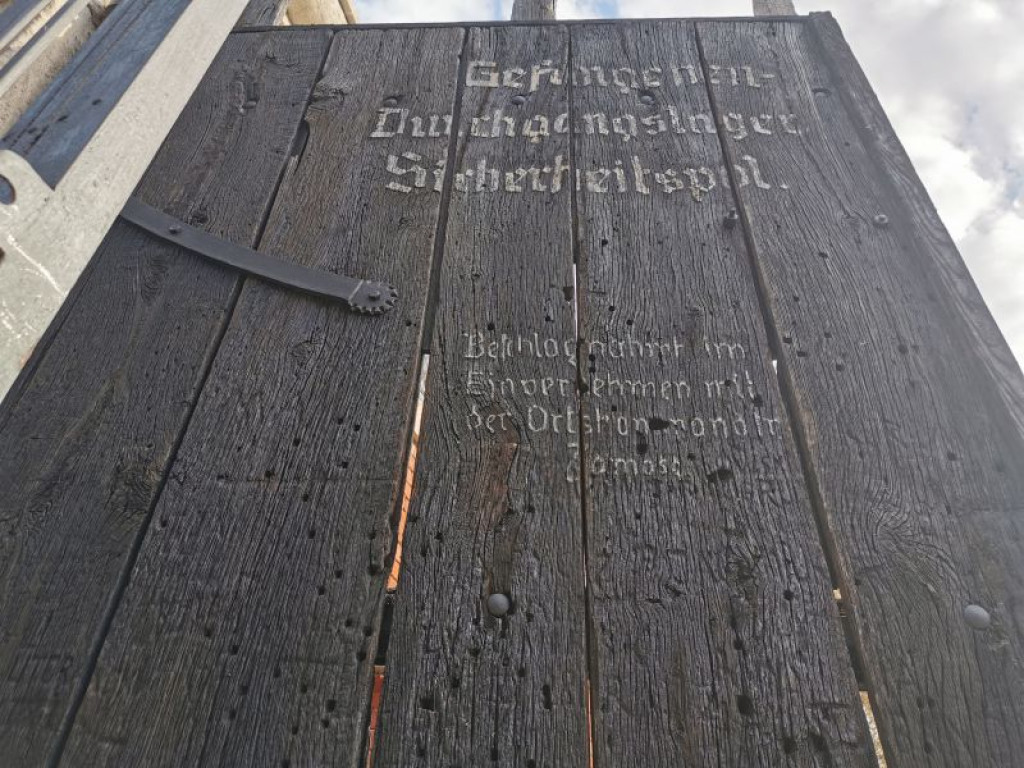 Gefangenen-
Durchgangslager
Sicherheitspol.
Beschlagnahmt im
Einvernehmen mit
der Ortskommandtr
Zamosc